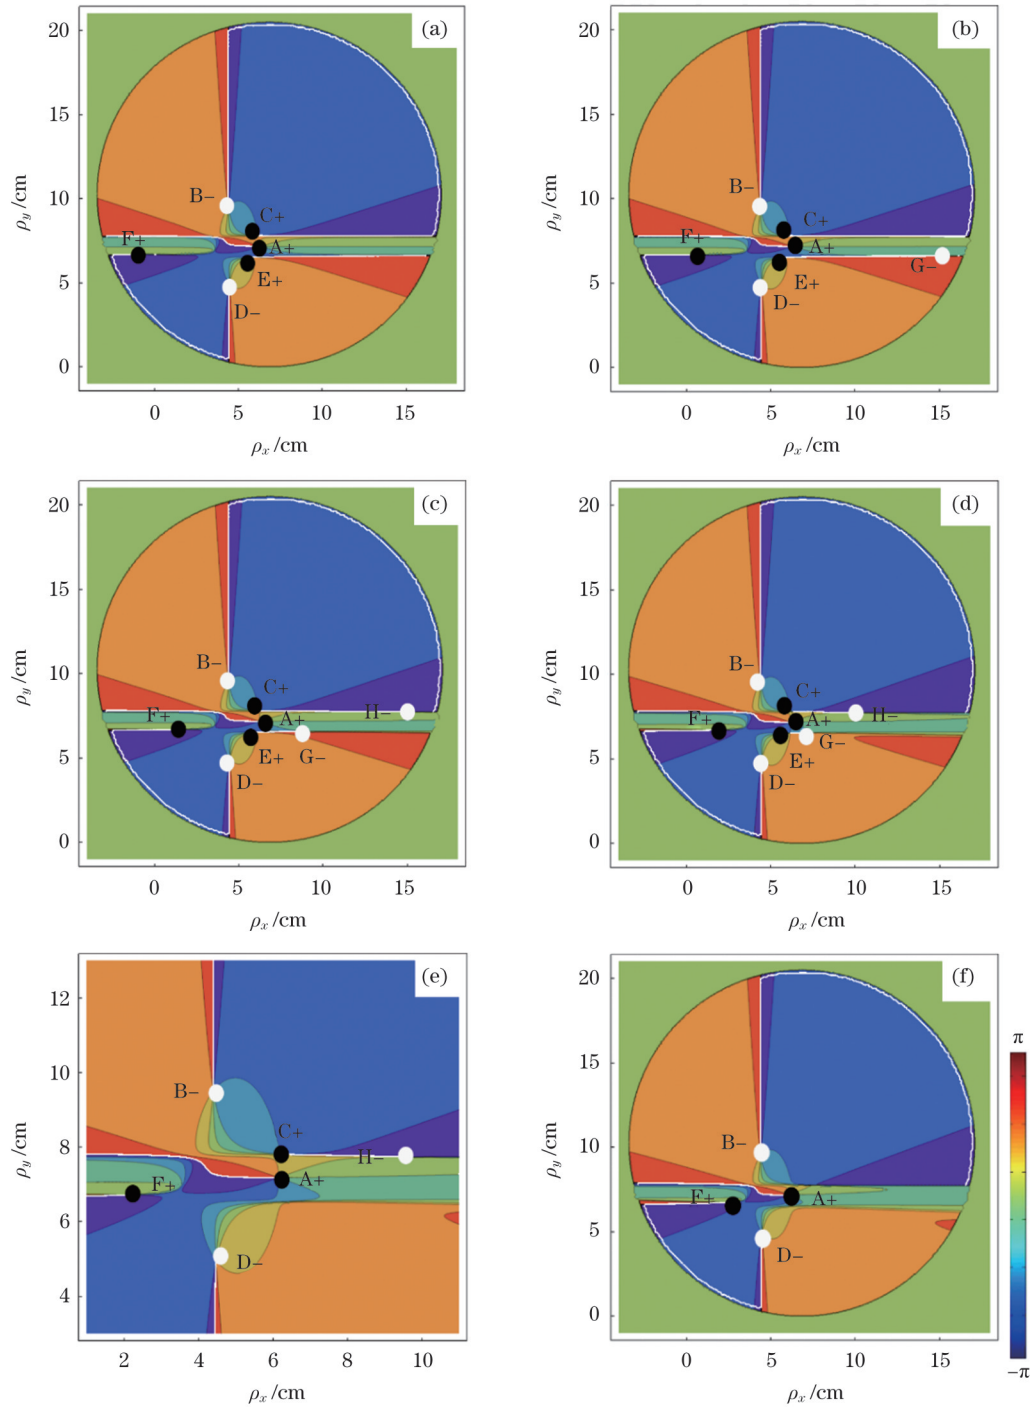 (a)
20
15
10
5
0
ρy/cm
B−
C+
F+
A+
E+
D−
0 5 10 15
ρx/cm
(b)
20
15
10
5
0
ρy/cm
B−
C+
F+
A+
G−
E+
D−
0 5 10 15
ρx/cm
(c)
20
15
10
5
0
ρy/cm
B−
C+
H−
F+
A+
E+ G−
D−
0 5 10 15
ρx/cm
(d)
20
15
10
5
0
ρy/cm
B−
C+
F+
A+
H−
G−
E+
D−
0 5 10 15
ρx/cm
(e)
12
10
8
6
4
ρy/cm
B−
C+
H−
F+
A+
D−
2 4 6 8 10
ρx/cm
(f)
20
15
10
5
0
ρy/cm
B−
F+
A+
D−
0 5 10 15
ρx/cm
π
−π